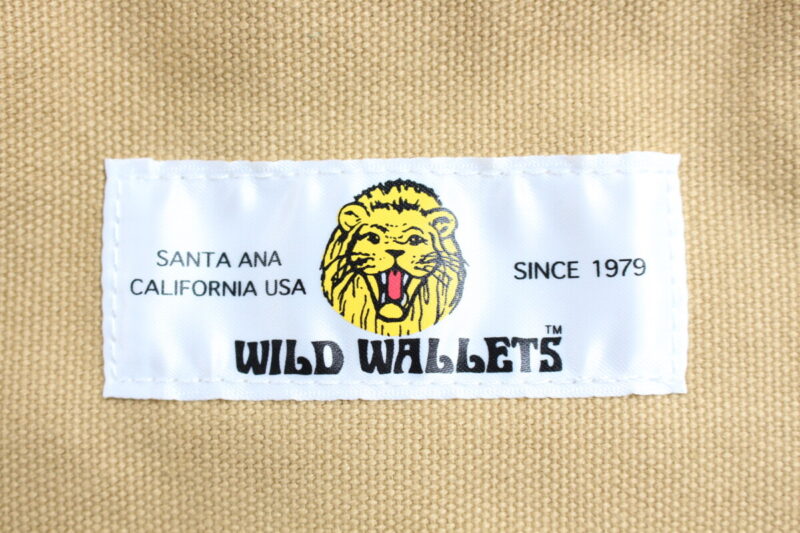 SANTA ANA
CALIFORNIA USA
SINCE 1979
WILD WALLETS™